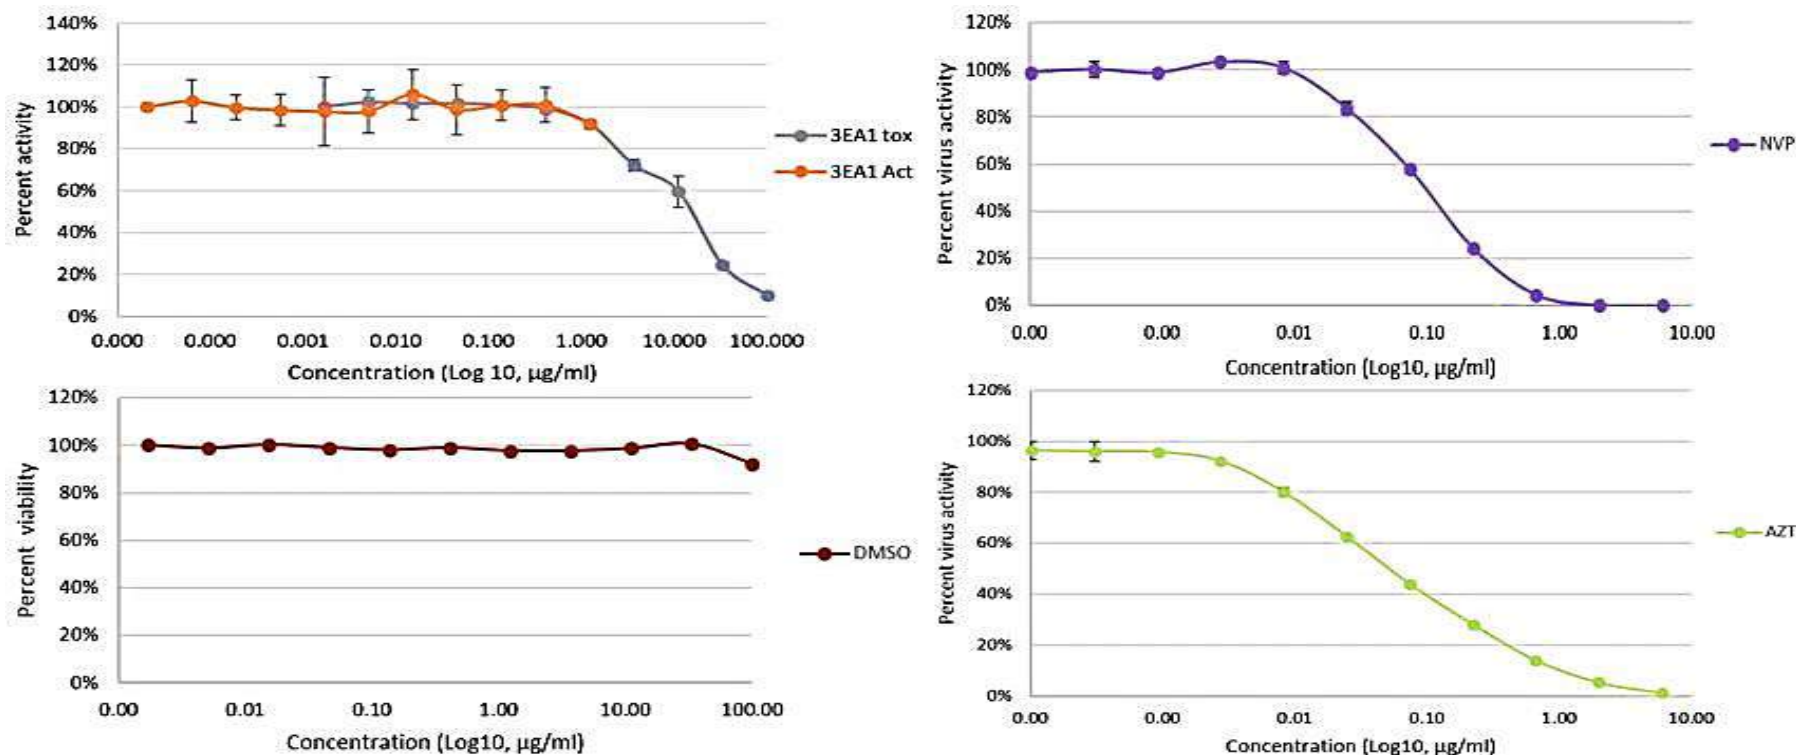 140%
120%
100%
80%
60%
40%
20%
0%
Percent activity
0.000 0.000 0.001 0.010 0.100 1.000 10.000 100.000
Concentration (Log 10, µg/ml)
3EA1 tox
3EA1 Act
120%
100%
80%
60%
40%
20%
0%
Percent virus activity
0.00 0.00 0.01 0.10 1.00 10.00
Concentration (Log10, µg/ml)
NVP
120%
100%
80%
60%
40%
20%
0%
Percent viability
0.00 0.01 0.10 1.00 10.00 100.00
Concentration (Log10, µg/ml)
DMSO
120%
100%
80%
60%
40%
20%
0%
Percent virus activity
0.00 0.00 0.01 0.10 1.00 10.00
Concentration (Log10, µg/ml)
AZT